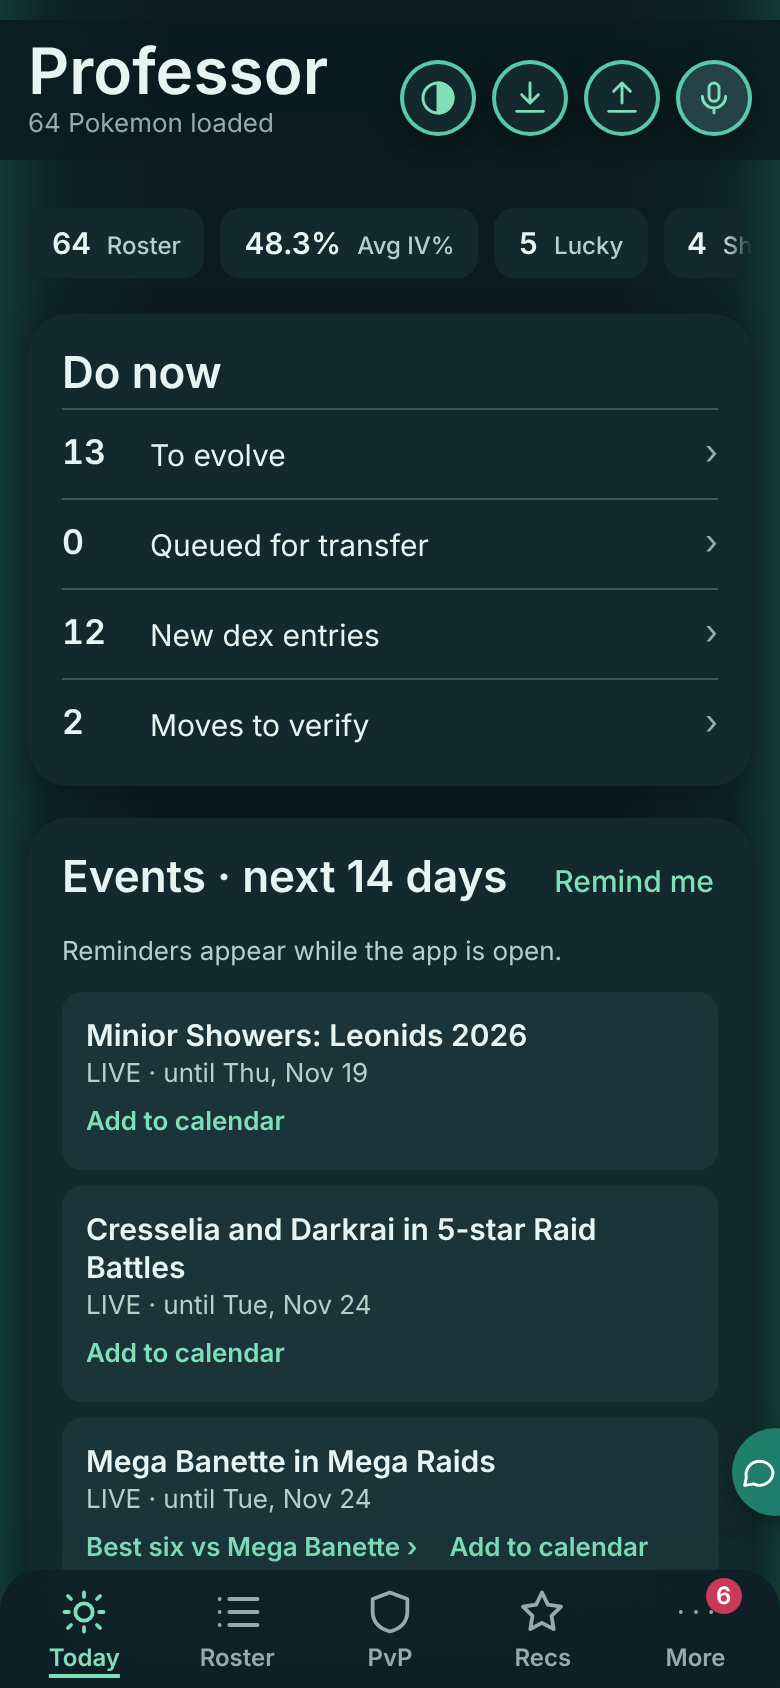 Professor
64 Pokemon loaded
64 Roster
48.3% Avg IV%
5 Lucky
4 Sh
Do now
13 To evolve ›
0 Queued for transfer ›
12 New dex entries ›
2 Moves to verify ›
Events · next 14 days Remind me
Reminders appear while the app is open.
Minior Showers: Leonids 2026
LIVE · until Thu, Nov 19
Add to calendar
Cresselia and Darkrai in 5-star Raid
Battles
LIVE · until Tue, Nov 24
Add to calendar
Mega Banette in Mega Raids
LIVE · until Tue, Nov 24
Best six vs Mega Banette › Add to calendar
6
Today Roster PvP Recs More